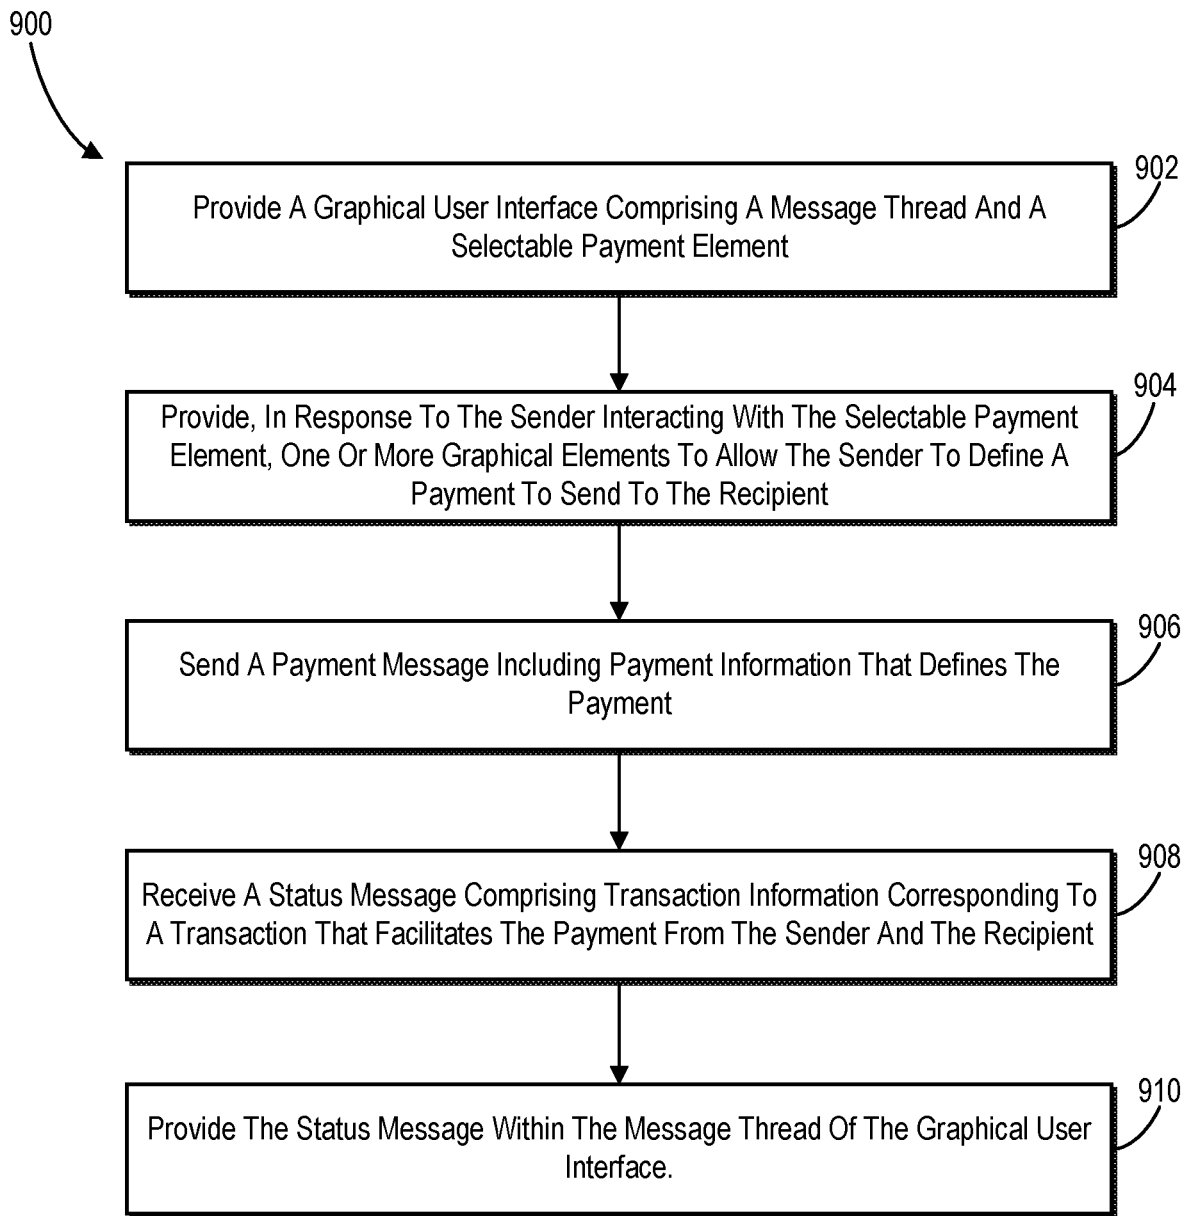 900
902
Provide A Graphical User Interface Comprising A Message Thread And A
Selectable Payment Element
904
Provide, In Response To The Sender Interacting With The Selectable Payment
Element, One Or More Graphical Elements To Allow The Sender To Define A
Payment To Send To The Recipient
906
Send A Payment Message Including Payment Information That Defines The
Payment
908
Receive A Status Message Comprising Transaction Information Corresponding To
A Transaction That Facilitates The Payment From The Sender And The Recipient
910
Provide The Status Message Within The Message Thread Of The Graphical User
Interface.